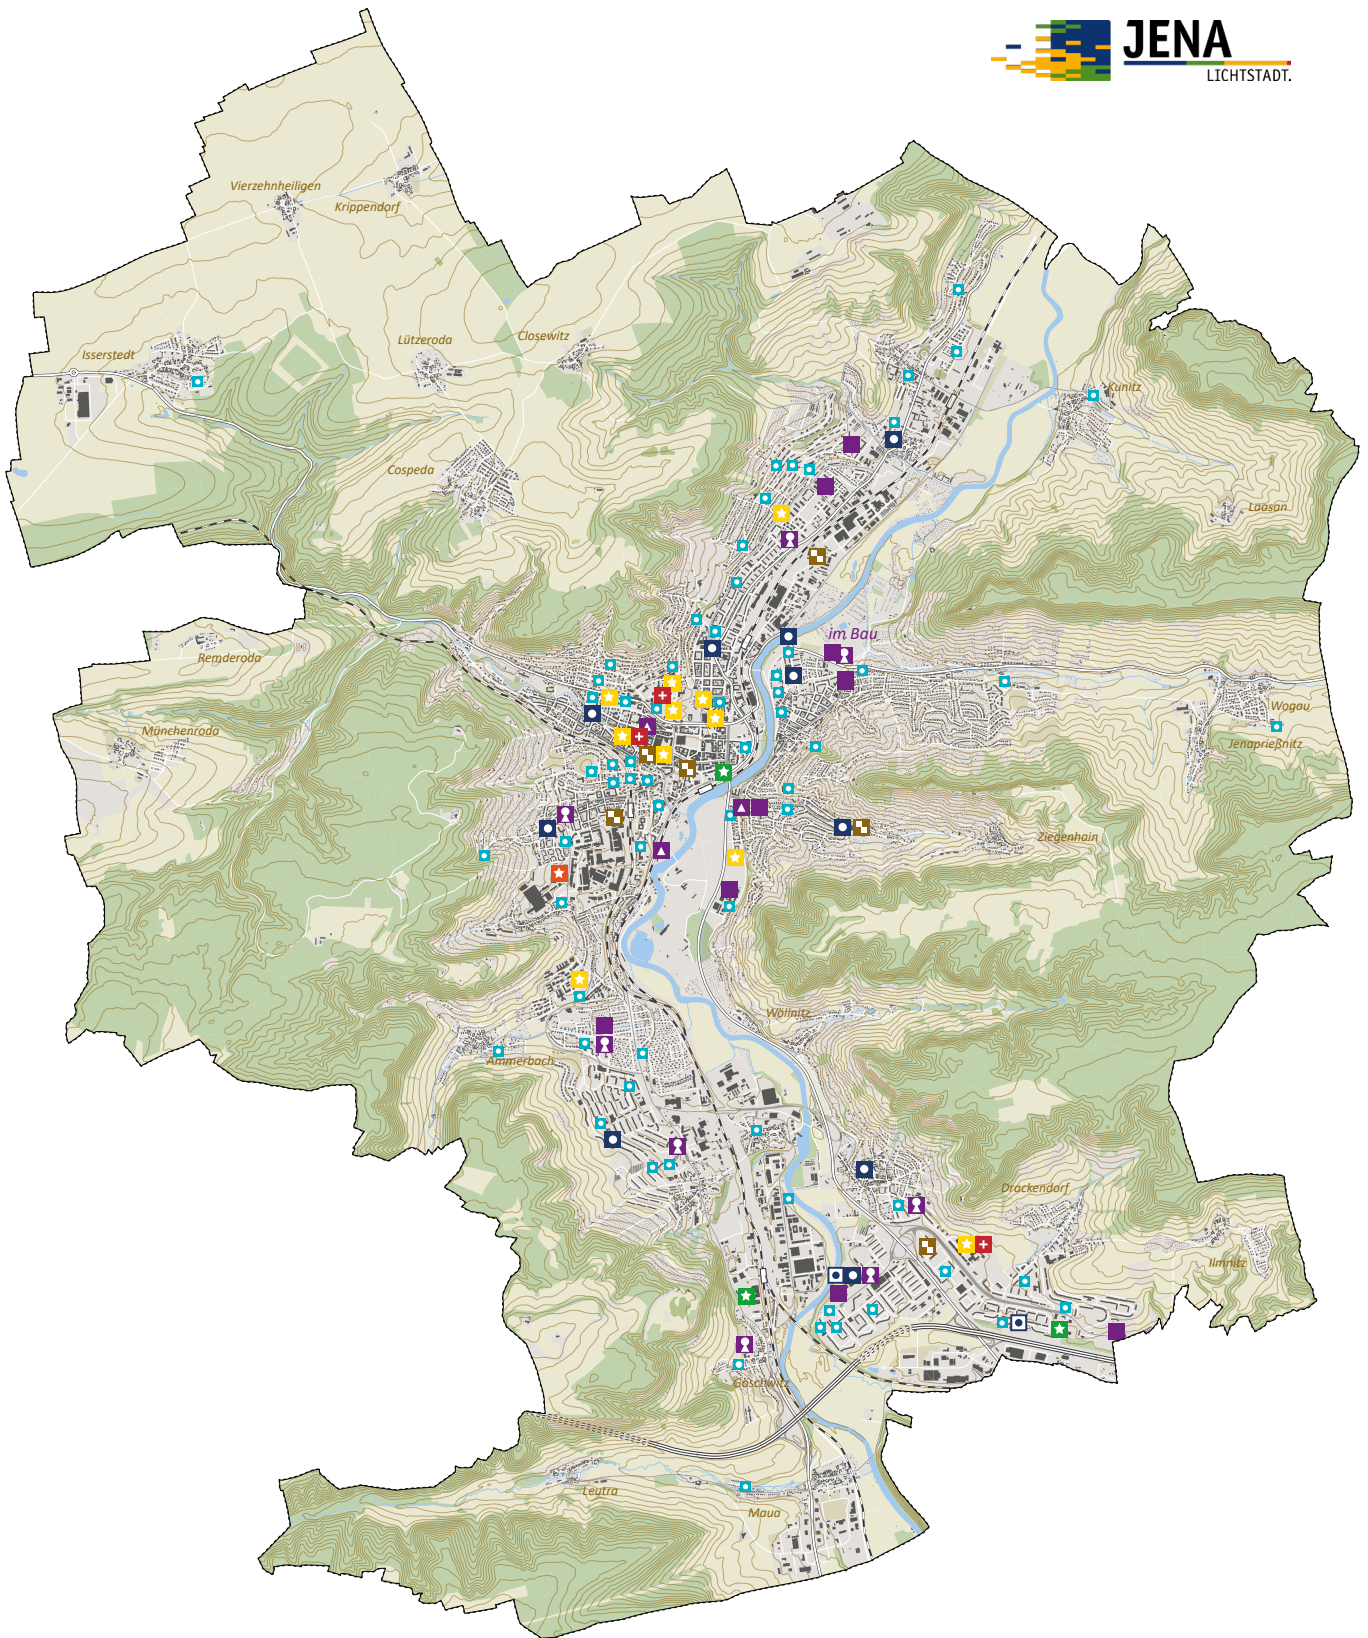 JENA
LICHTSTADT.
Vierzehnheiligen
Krippendorf
Isserstedt
Lützeroda
Closewitz
Kunitz
Cospeda
Laasan
im Bau
Remderoda
Wogau
Münchenroda
Jenaprießnitz
Ziegenhain
Wöllnitz
Ammerbach
Drackendorf
Ilmnitz
Göschwitz
Leutra
Maua